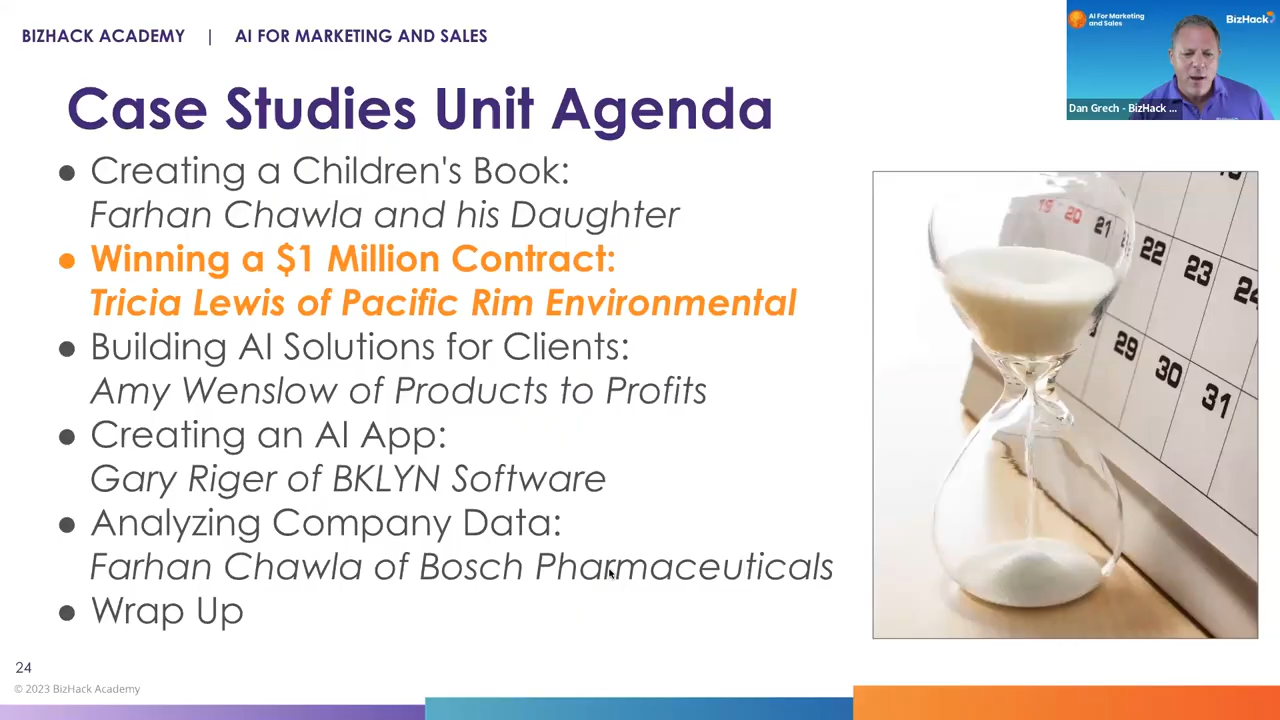 BIZHACK ACADEMY | AI FOR MARKETING AND SALES
AI For Marketing
and Sales
BizHack
Dan Grech - BizHack ...
Case Studies Unit Agenda
● Creating a Children's Book:
Farhan Chawla and his Daughter
● Winning a $1 Million Contract:
Tricia Lewis of Pacific Rim Environmental
● Building AI Solutions for Clients:
Amy Wenslow of Products to Profits
● Creating an AI App:
Gary Riger of BKLYN Software
● Analyzing Company Data:
Farhan Chawla of Bosch Pharmaceuticals
● Wrap Up
19 20 21 22 23 24
29 30 31
24
© 2023 BizHack Academy